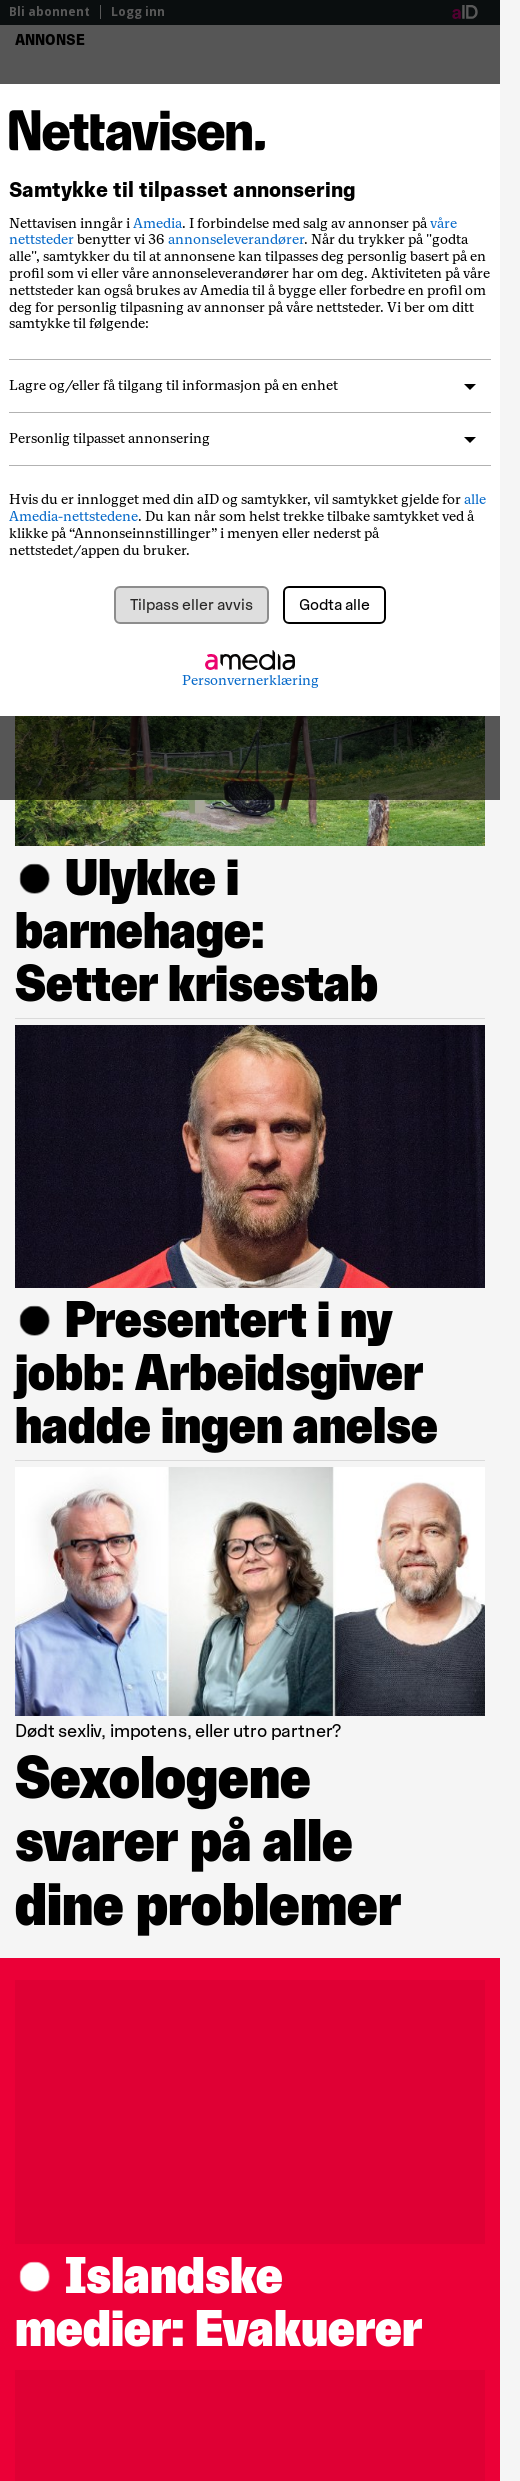 Bli abonnent | Logg inn
aID
ANNONSE
Nettavisen.
Samtykke til tilpasset annonsering
Nettavisen inngår i Amedia. I forbindelse med salg av annonser på våre
nettsteder benytter vi 36 annonseleverandører. Når du trykker på "godta
alle", samtykker du til at annonsene kan tilpasses deg personlig basert på en
profil som vi eller våre annonseleverandører har om deg. Aktiviteten på våre
nettsteder kan også brukes av Amedia til å bygge eller forbedre en profil om
deg for personlig tilpasning av annonser på våre nettsteder. Vi ber om ditt
samtykke til følgende:
Lagre og/eller få tilgang til informasjon på en enhet
Personlig tilpasset annonsering
Hvis du er innlogget med din aID og samtykker, vil samtykket gjelde for alle
Amedia-nettstedene. Du kan når som helst trekke tilbake samtykket ved å
klikke på “Annonseinnstillinger” i menyen eller nederst på
nettstedet/appen du bruker.
Tilpass eller avvis
Godta alle
amedia
Personvernerklæring
Ulykke i
barnehage:
Setter krisestab
Presentert i ny
jobb: Arbeidsgiver
hadde ingen anelse
Dødt sexliv, impotens, eller utro partner?
Sexologene
svarer på alle
dine problemer
Islandske
medier: Evakuerer